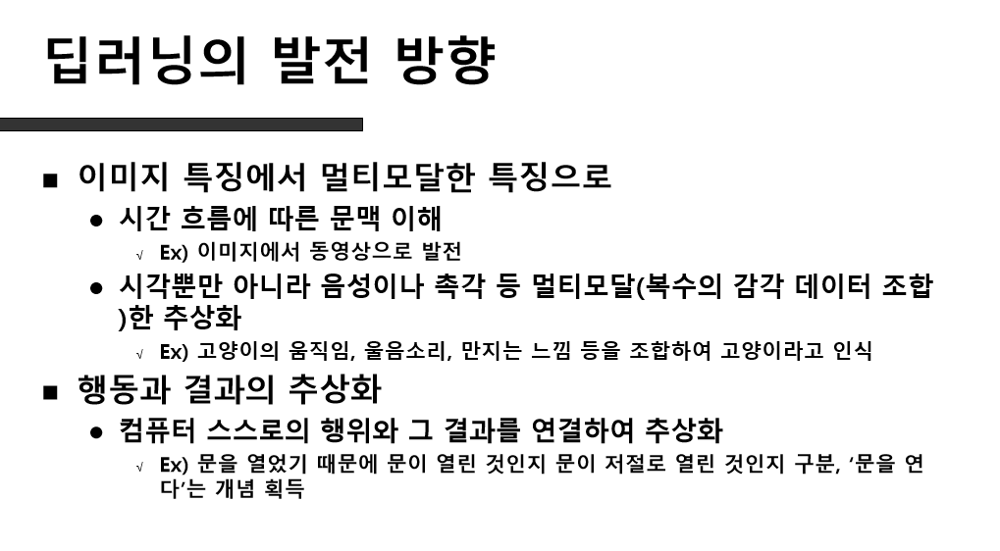 딥러닝의 발전 방향
■ 이미지 특징에서 멀티모달한 특징으로
● 시간 흐름에 따른 문맥 이해
√ Ex) 이미지에서 동영상으로 발전
● 시각뿐만 아니라 음성이나 촉각 등 멀티모달(복수의 감각 데이터 조합
)한 추상화
√ Ex) 고양이의 움직임, 울음소리, 만지는 느낌 등을 조합하여 고양이라고 인식
■ 행동과 결과의 추상화
● 컴퓨터 스스로의 행위와 그 결과를 연결하여 추상화
√ Ex) 문을 열었기 때문에 문이 열린 것인지 문이 저절로 열린 것인지 구분, ‘문을 연
다’는 개념 획득